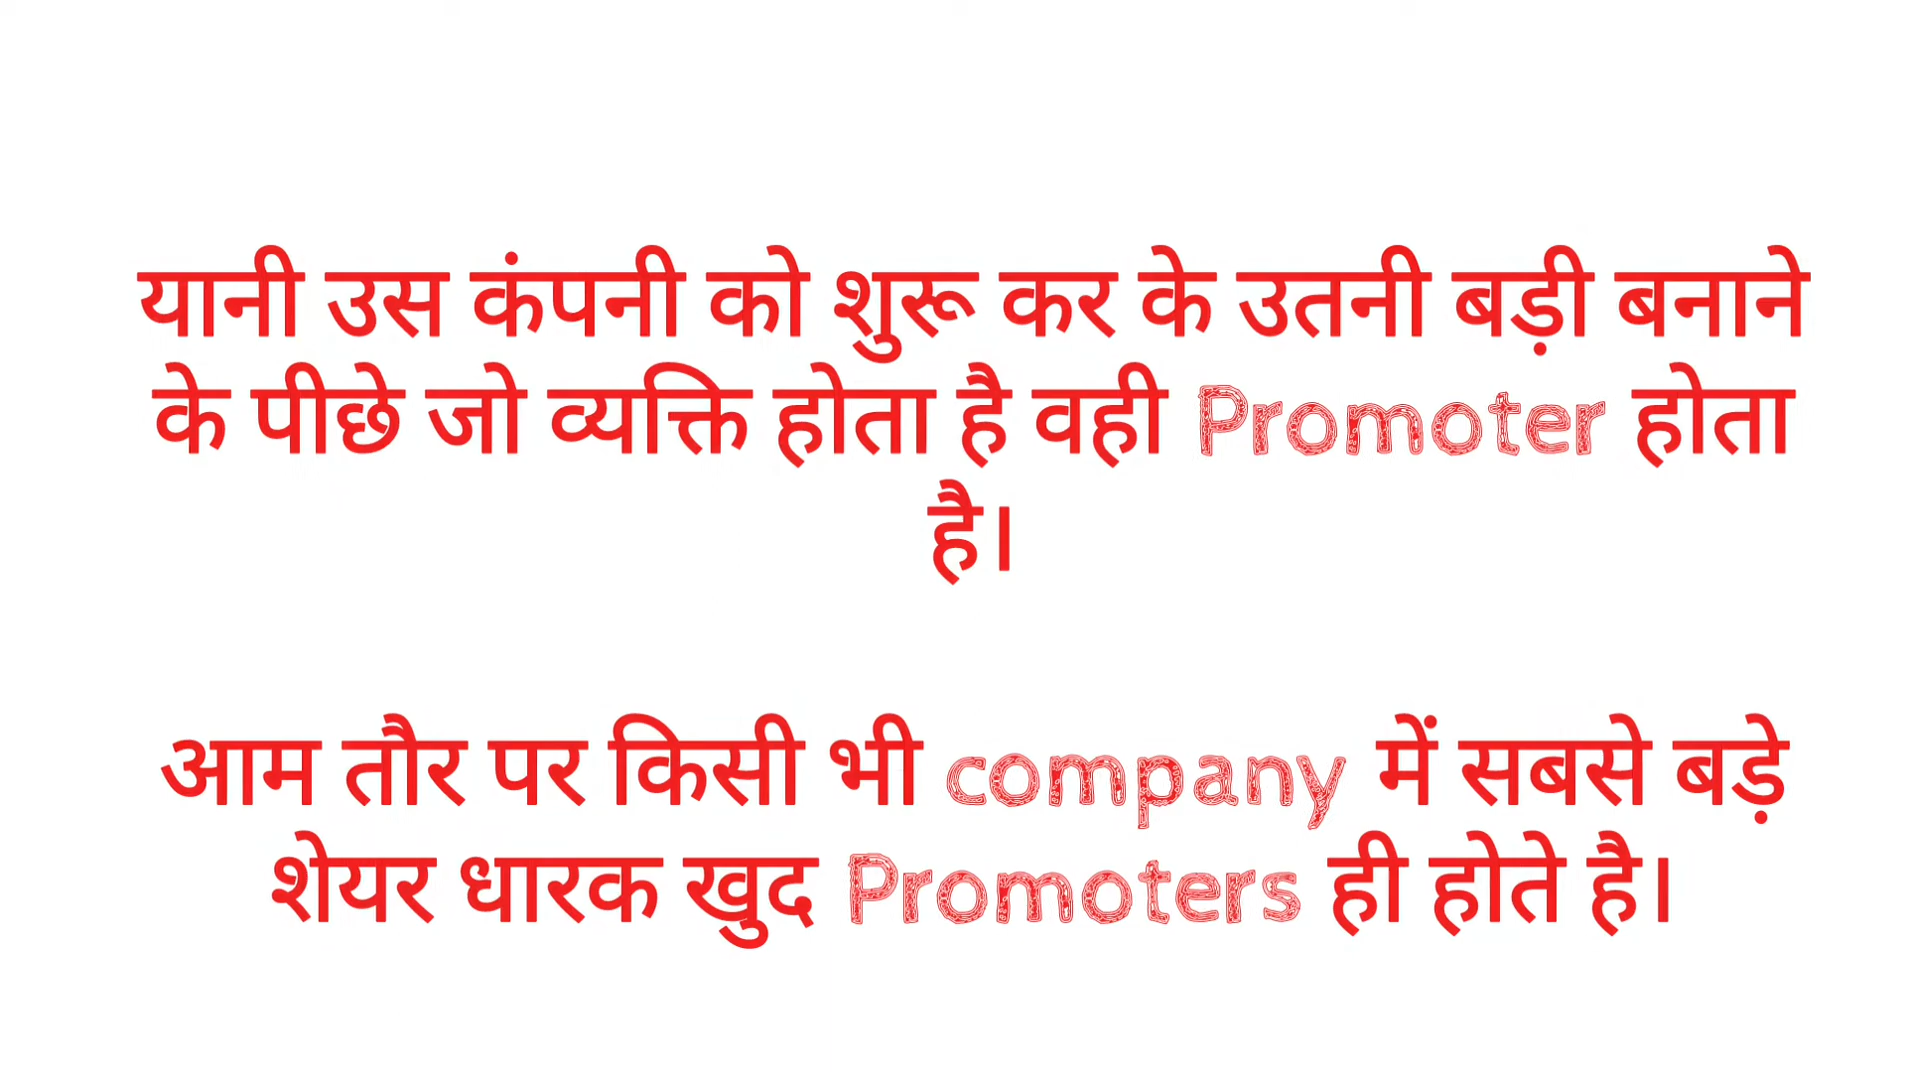 यानी उस कंपनी को शुरू कर के उतनी बड़ी बनाने
के पीछे जो व्यक्ति होता है वही Promoter होता
है।
आम तौर पर किसी भी company में सबसे बड़े
शेयर धारक खुद Promoters ही होते है।